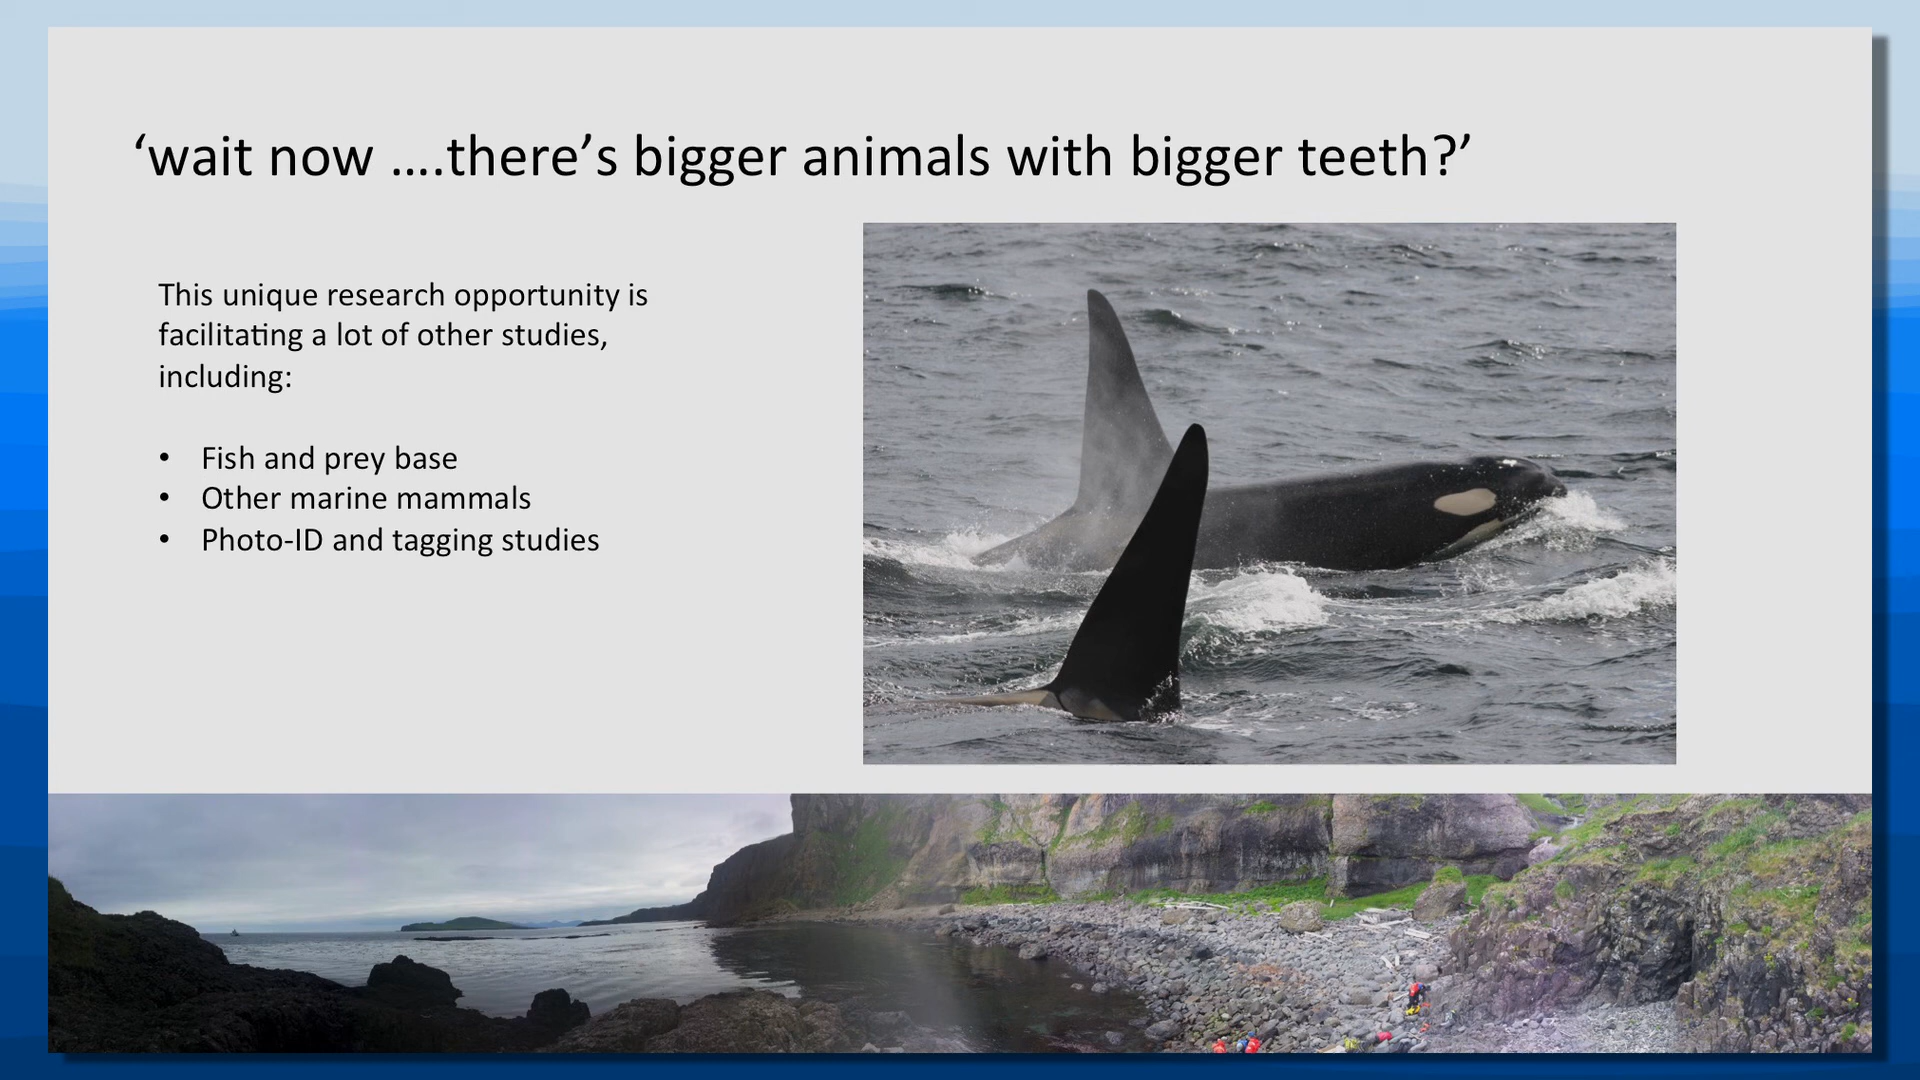 ‘wait now ….there’s bigger animals with bigger teeth?’
This unique research opportunity is
facilitating a lot of other studies,
including:
• Fish and prey base
• Other marine mammals
• Photo-ID and tagging studies